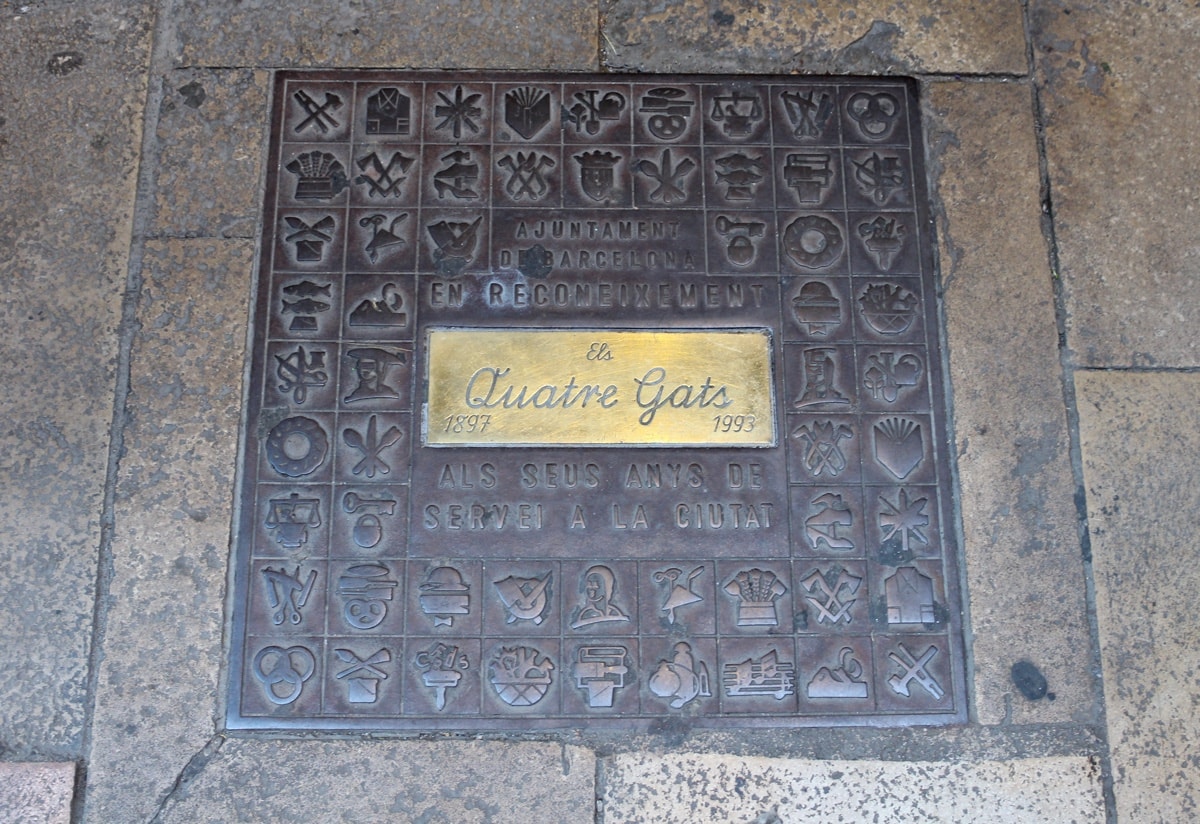 AJUNTAMENT
DE BARCELONA
EN RECONEIXEMENT
Els
Quatre Gats
1897 1993
ALS SEUS ANYS DE
SERVEI A LA CIUTAT